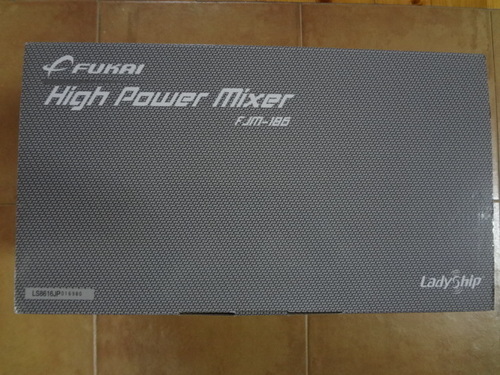 FUKAI
High Power Mixer
FJM-186
LadyShip